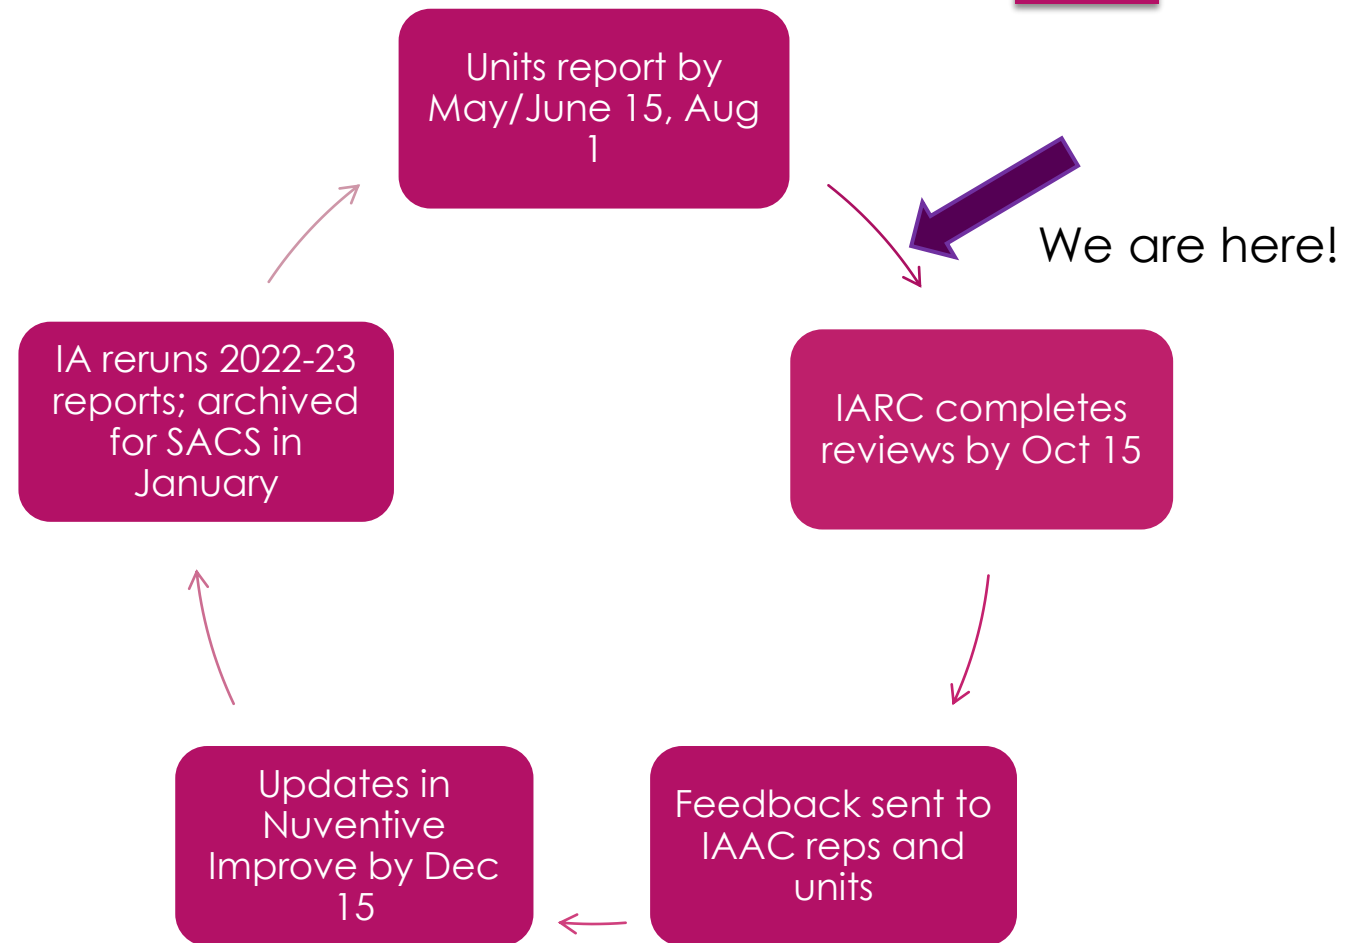 Units report by
May/June 15, Aug
1
We are here!
IARC completes
reviews by Oct 15
Feedback sent to
IAAC reps and
units
Updates in
Nuventive
Improve by Dec
15
IA reruns 2022-23
reports; archived
for SACS in
January